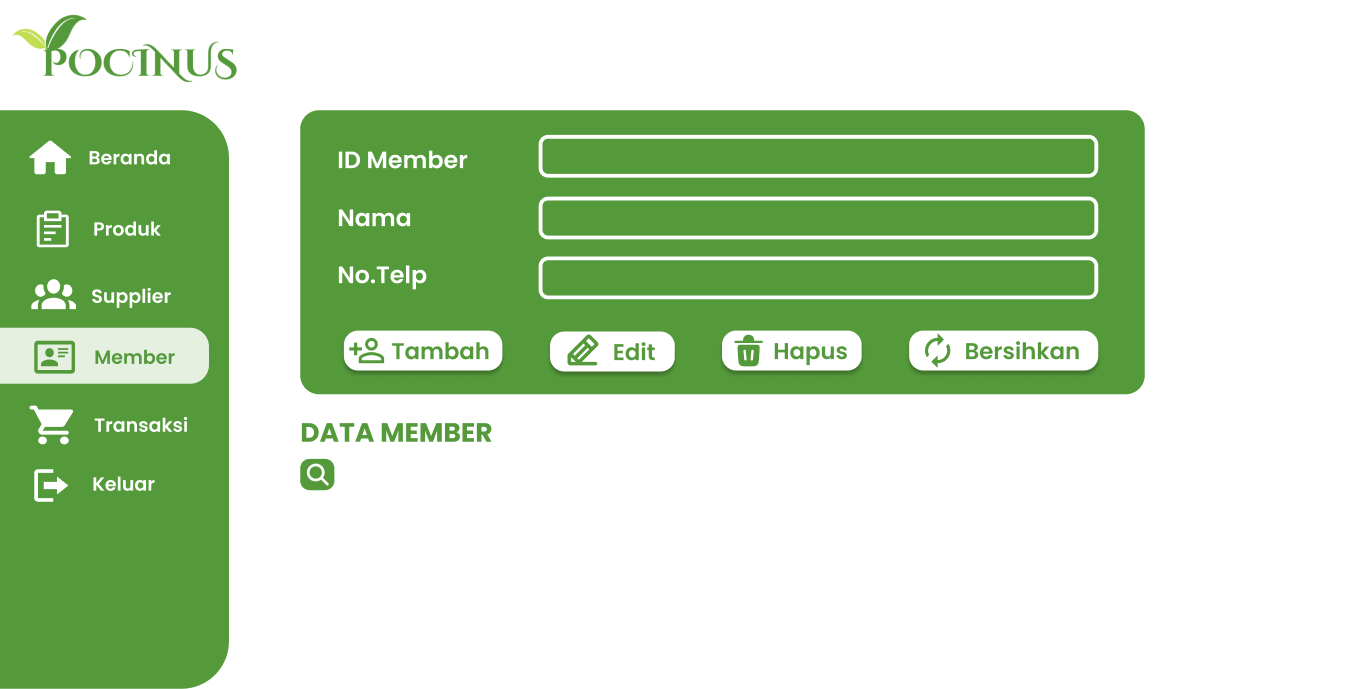 POCINUS
Beranda
Produk
Supplier
Member
Transaksi
Keluar
ID Member
Nama
No.Telp
Tambah
Edit
Hapus
Bersihkan
DATA MEMBER